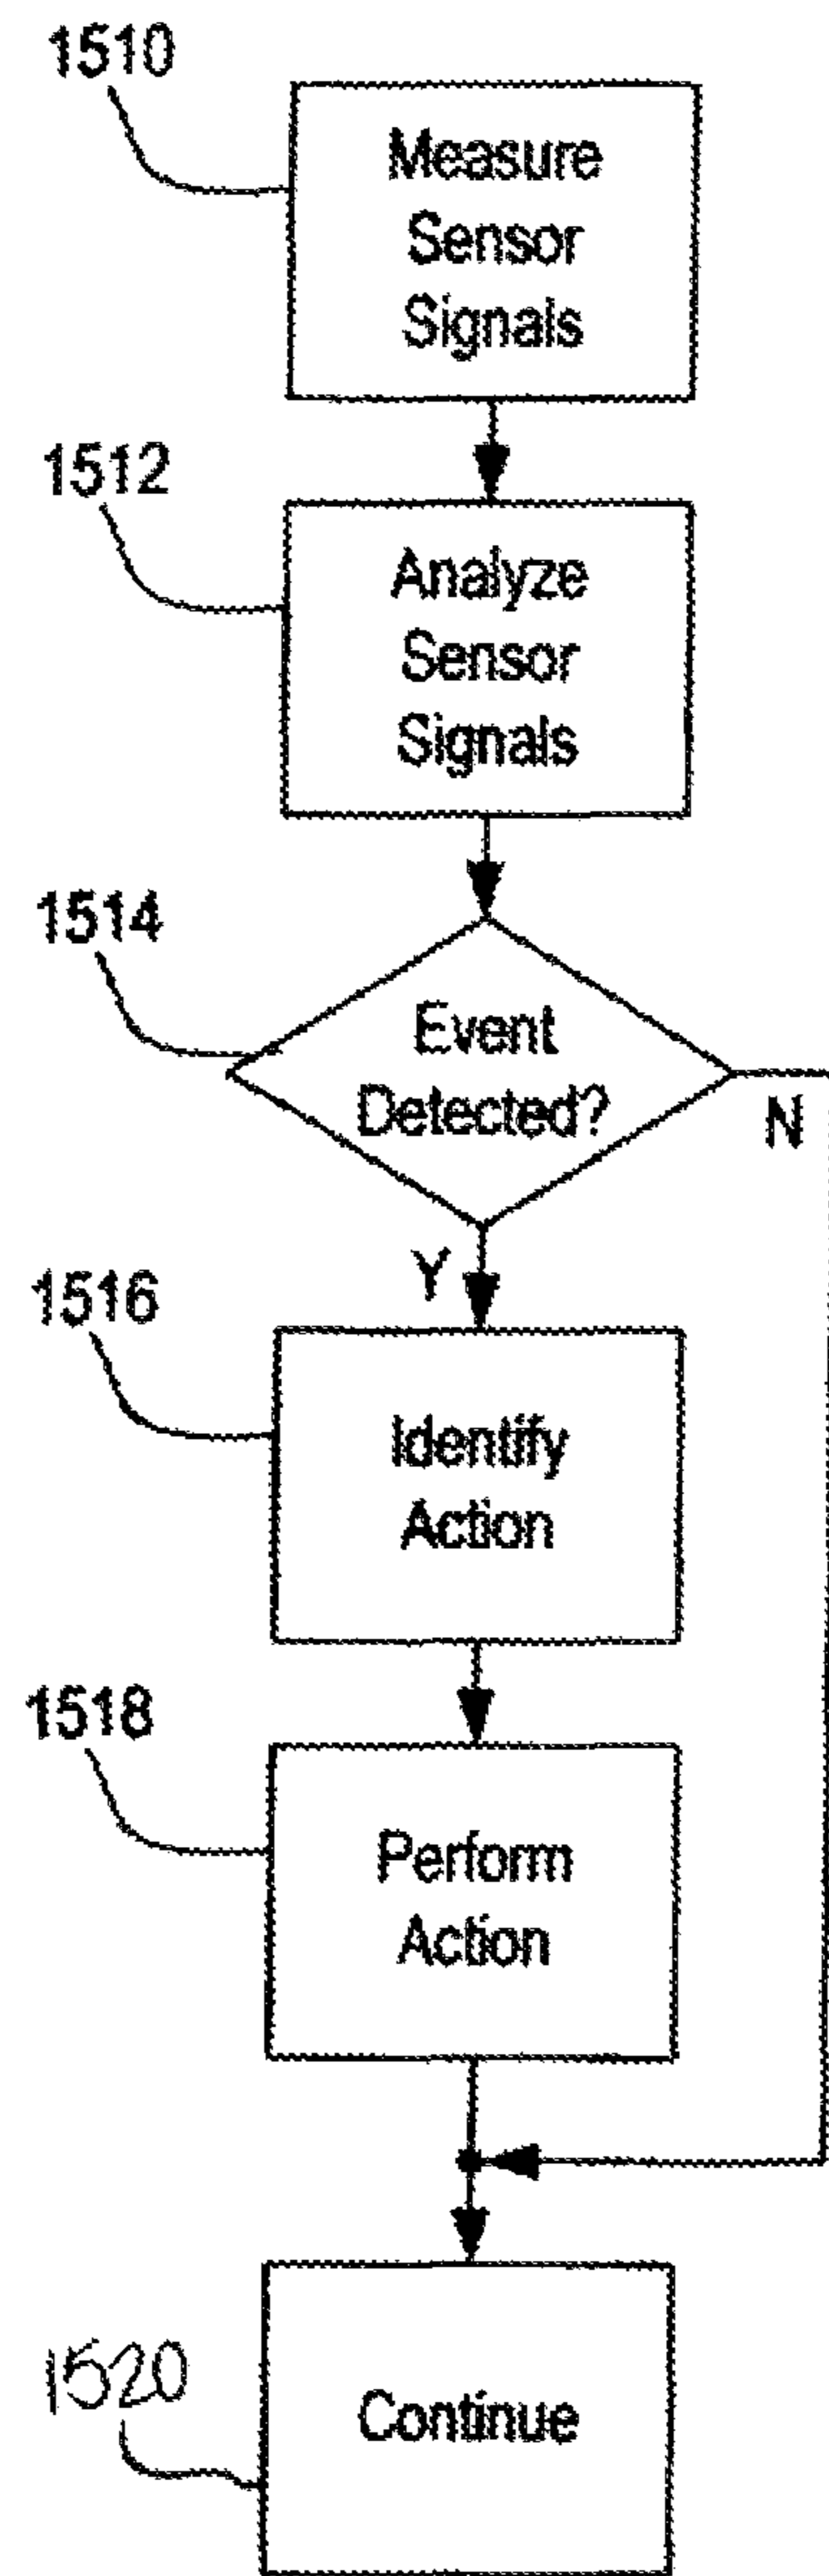 1510
Measure
Sensor
Signals
1512
Analyze
Sensor
Signals
1514
Event
Detected?
N
Y
1516
Identify
Action
1518
Perform
Action
1520
Continue